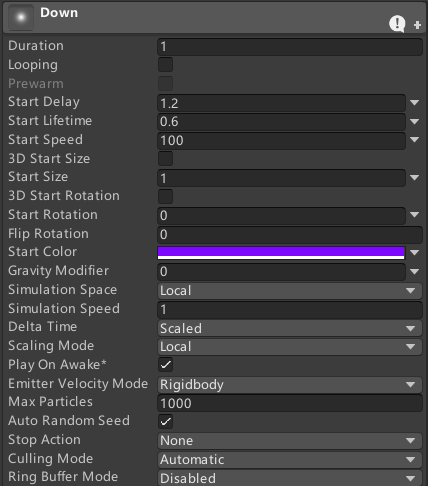 Down
Duration 1
Looping
Prewarm
Start Delay 1.2
Start Lifetime 0.6
Start Speed 100
3D Start Size
Start Size 1
3D Start Rotation
Start Rotation 0
Flip Rotation 0
Start Color
Gravity Modifier 0
Simulation Space Local
Simulation Speed 1
Delta Time Scaled
Scaling Mode Local
Play On Awake*
Emitter Velocity Mode Rigidbody
Max Particles 1000
Auto Random Seed
Stop Action None
Culling Mode Automatic
Ring Buffer Mode Disabled